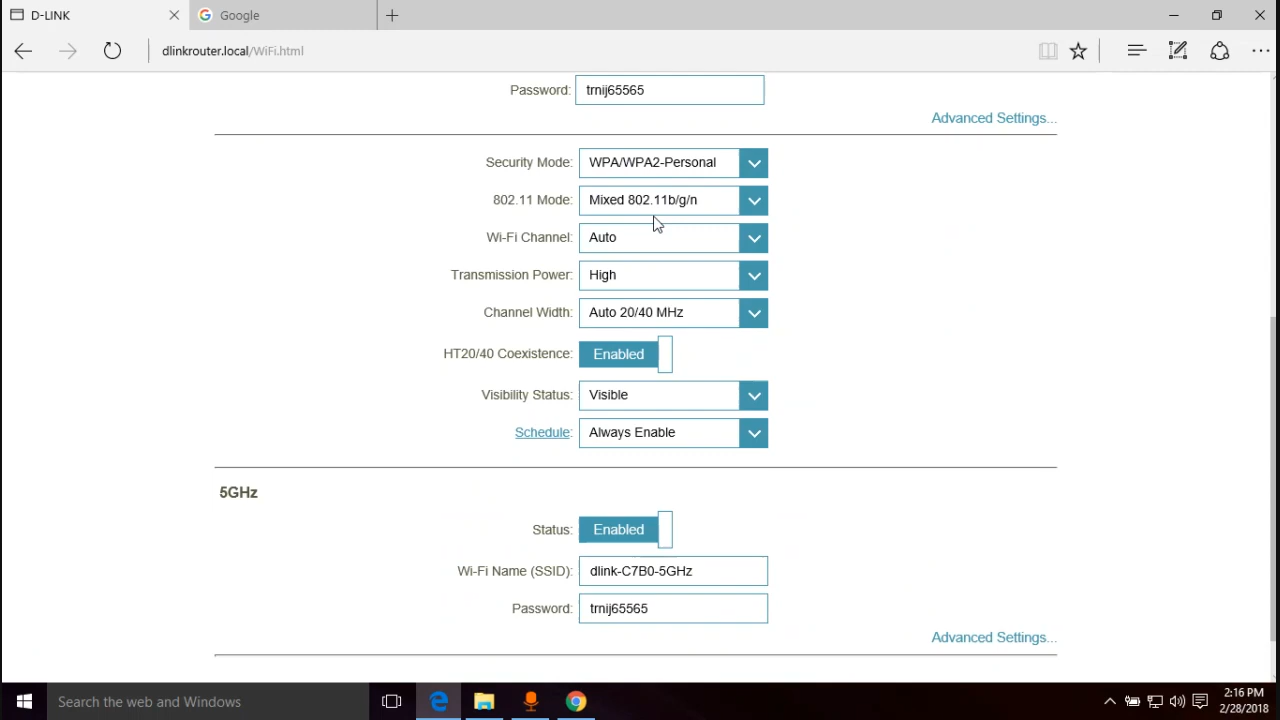 D-LINK
Google
dlinkrouter.local/WiFi.html
Password: trnij65565
Advanced Settings...
Security Mode: WPA/WPA2-Personal
802.11 Mode: Mixed 802.11b/g/n
Wi-Fi Channel: Auto
Transmission Power: High
Channel Width: Auto 20/40 MHz
HT20/40 Coexistence: Enabled
Visibility Status: Visible
Schedule: Always Enable
5GHz
Status: Enabled
Wi-Fi Name (SSID): dlink-C7B0-5GHz
Password: trnij65565
Advanced Settings...
Search the web and Windows
2:16 PM
2/28/2018